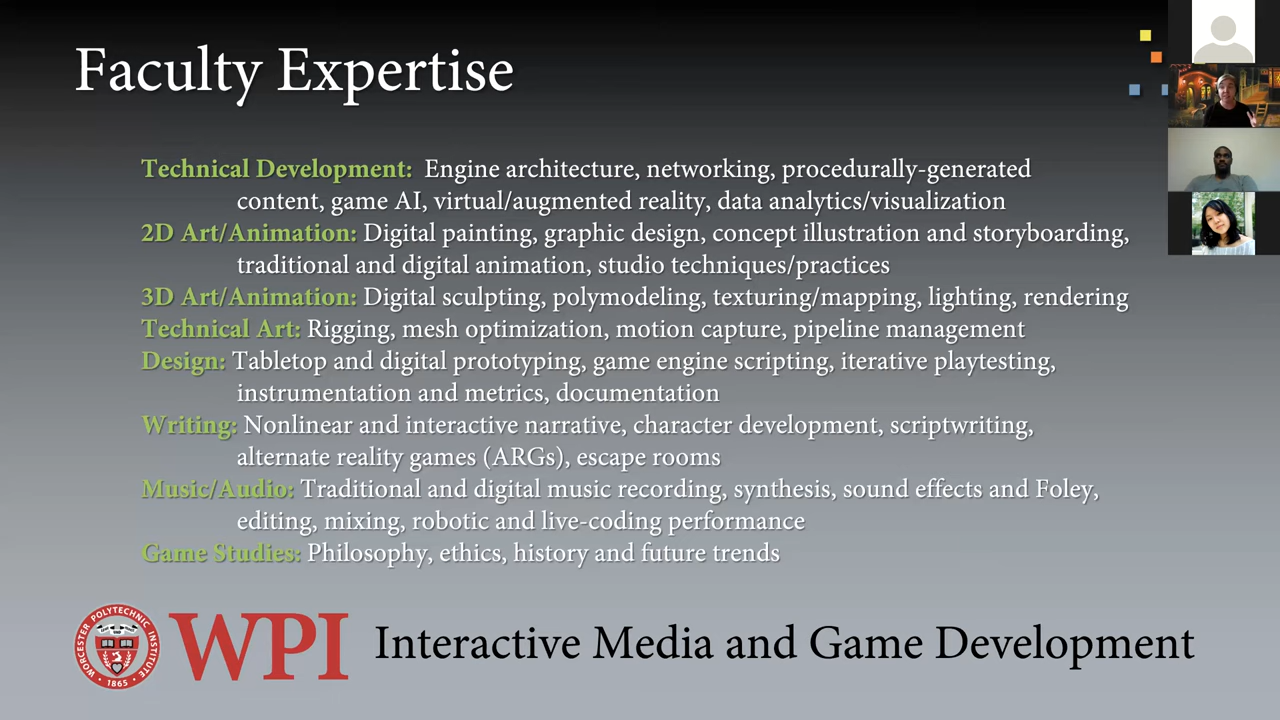 Faculty Expertise
Technical Development: Engine architecture, networking, procedurally-generated
content, game AI, virtual/augmented reality, data analytics/visualization
2D Art/Animation: Digital painting, graphic design, concept illustration and storyboarding,
traditional and digital animation, studio techniques/practices
3D Art/Animation: Digital sculpting, polymodeling, texturing/mapping, lighting, rendering
Technical Art: Rigging, mesh optimization, motion capture, pipeline management
Design: Tabletop and digital prototyping, game engine scripting, iterative playtesting,
instrumentation and metrics, documentation
Writing: Nonlinear and interactive narrative, character development, scriptwriting,
alternate reality games (ARGs), escape rooms
Music/Audio: Traditional and digital music recording, synthesis, sound effects and Foley,
editing, mixing, robotic and live-coding performance
Game Studies: Philosophy, ethics, history and future trends
WORCESTER POLYTECHNIC INSTITUTE
1865
WPI
Interactive Media and Game Development